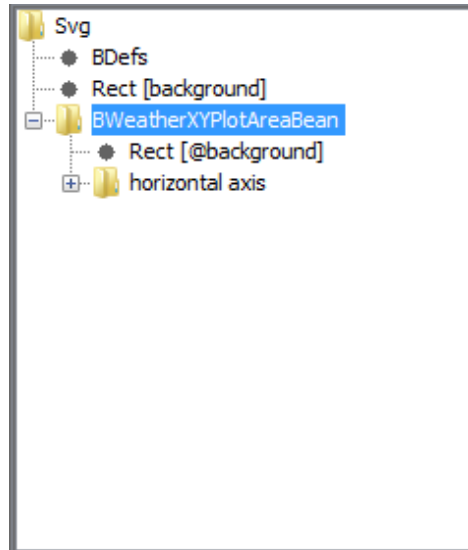 Svg
BDefs
Rect [background]
BWeatherXYPlotAreaBean
Rect [@background]
horizontal axis